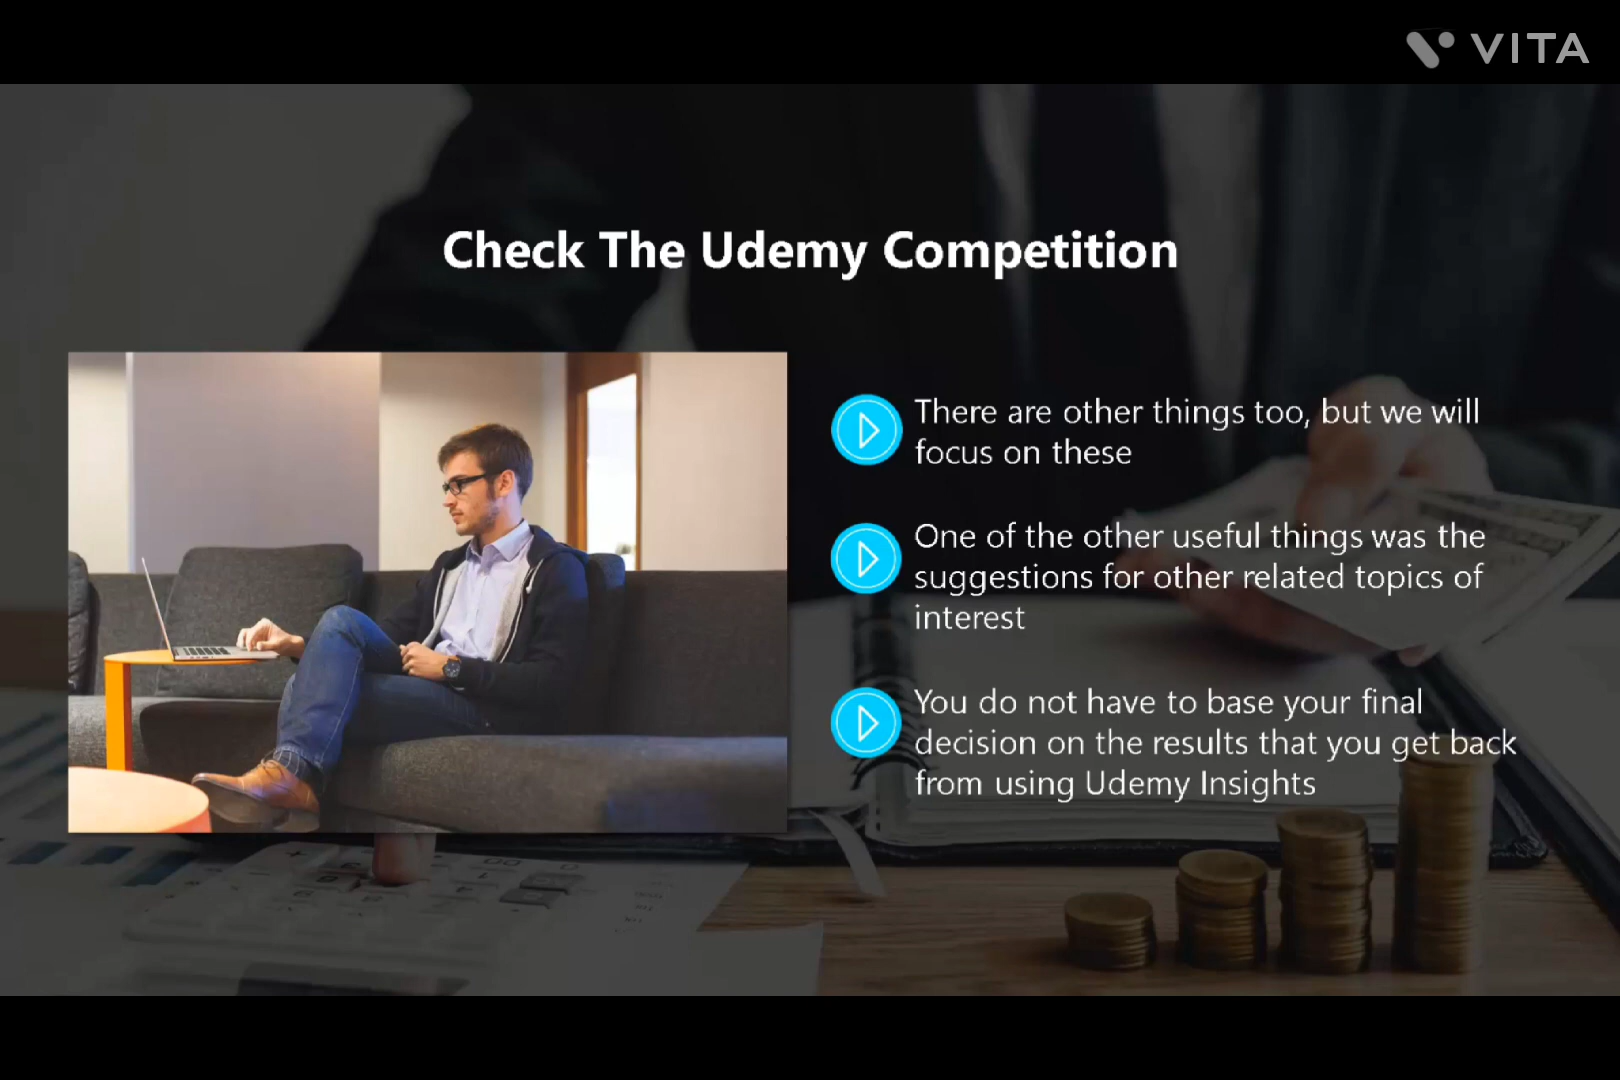 VITA
Check The Udemy Competition
There are other things too, but we will
focus on these
One of the other useful things was the
suggestions for other related topics of
interest
You do not have to base your final
decision on the results that you get back
from using Udemy Insights